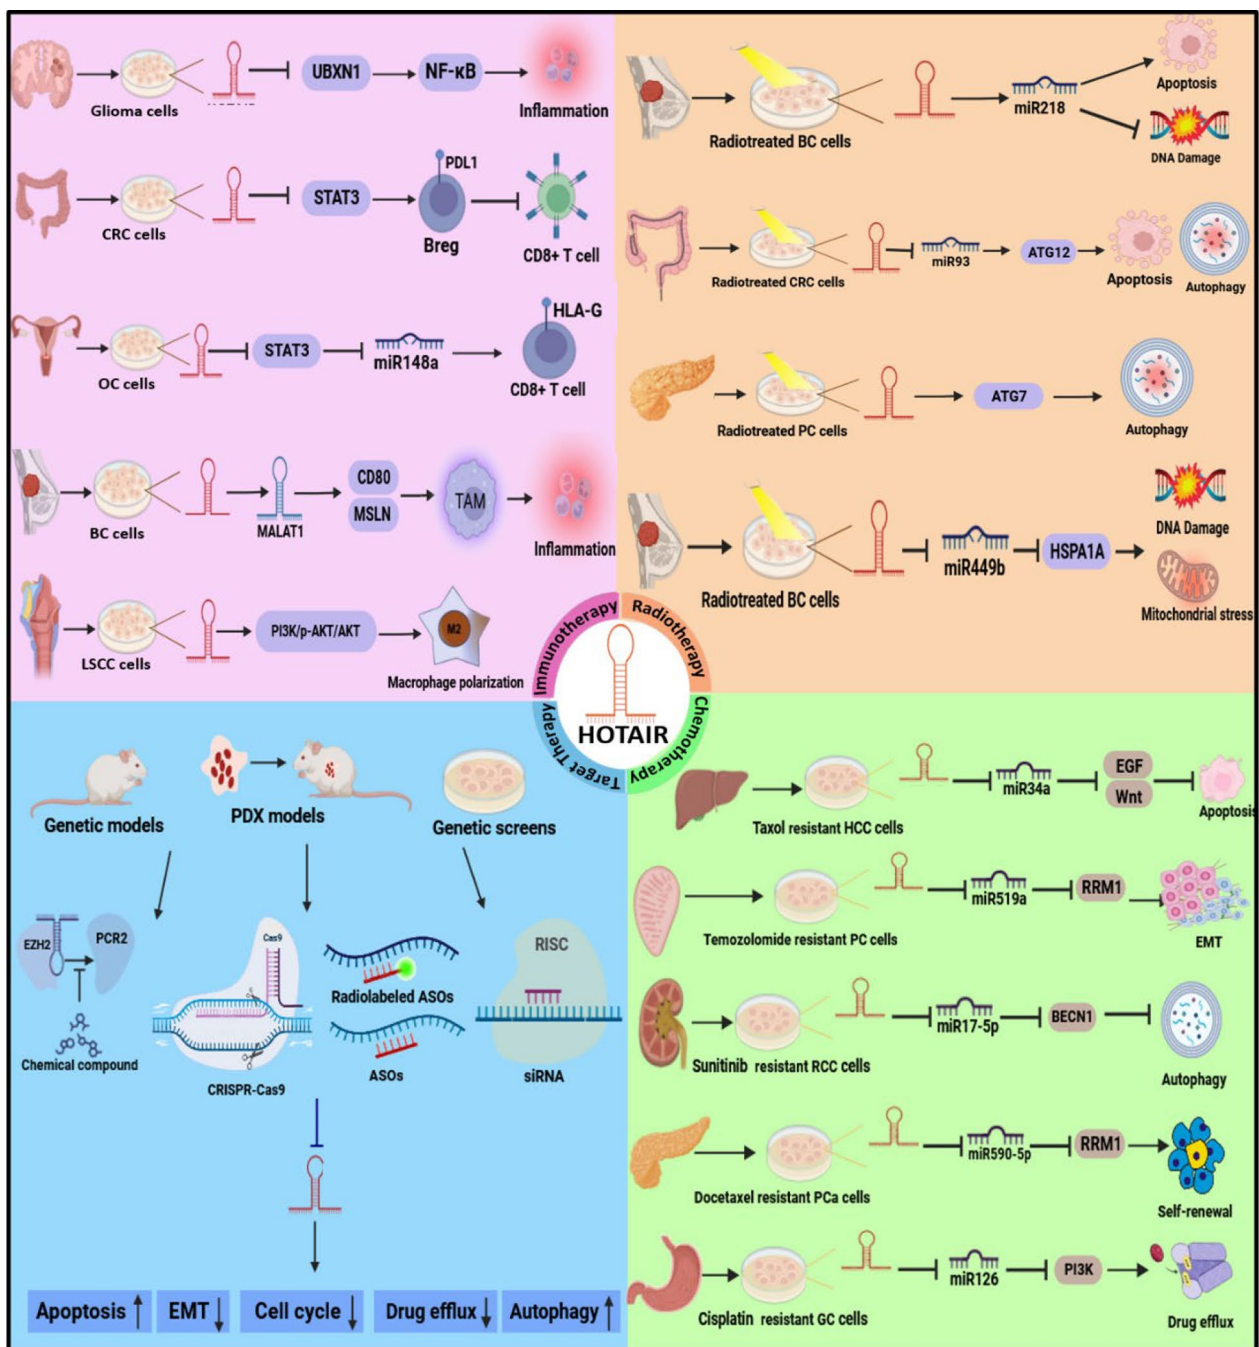 Glioma cells
UBXN1
NF-κB
Inflammation
CRC cells
STAT3
PDL1
Breg
CD8+ T cell
OC cells
STAT3
miR148a
HLA-G
CD8+ T cell
BC cells
MALAT1
CD80
MSLN
TAM
Inflammation
LSCC cells
PI3K/p-AKT/AKT
M2
Macrophage polarization
Radiotreated BC cells
miR218
Apoptosis
DNA Damage
Radiotreated CRC cells
miR93
ATG12
Apoptosis
Autophagy
Radiotreated PC cells
ATG7
Autophagy
Radiotreated BC cells
miR449b
HSPA1A
DNA Damage
Mitochondrial stress
Immunotherapy
Radiotherapy
Target Therapy
Chemotherapy
HOTAIR
Genetic models
PDX models
Genetic screens
EZH2
PCR2
Chemical compound
Cas9
CRISPR-Cas9
Radiolabeled ASOs
ASOs
RISC
siRNA
Apoptosis
EMT
Cell cycle
Drug efflux
Autophagy
Taxol resistant HCC cells
miR34a
EGF
Wnt
Apoptosis
Temozolomide resistant PC cells
miR519a
RRM1
EMT
Sunitinib resistant RCC cells
miR17-5p
BECN1
Autophagy
Docetaxel resistant PCa cells
miR590-5p
RRM1
Self-renewal
Cisplatin resistant GC cells
miR126
PI3K
Drug efflux